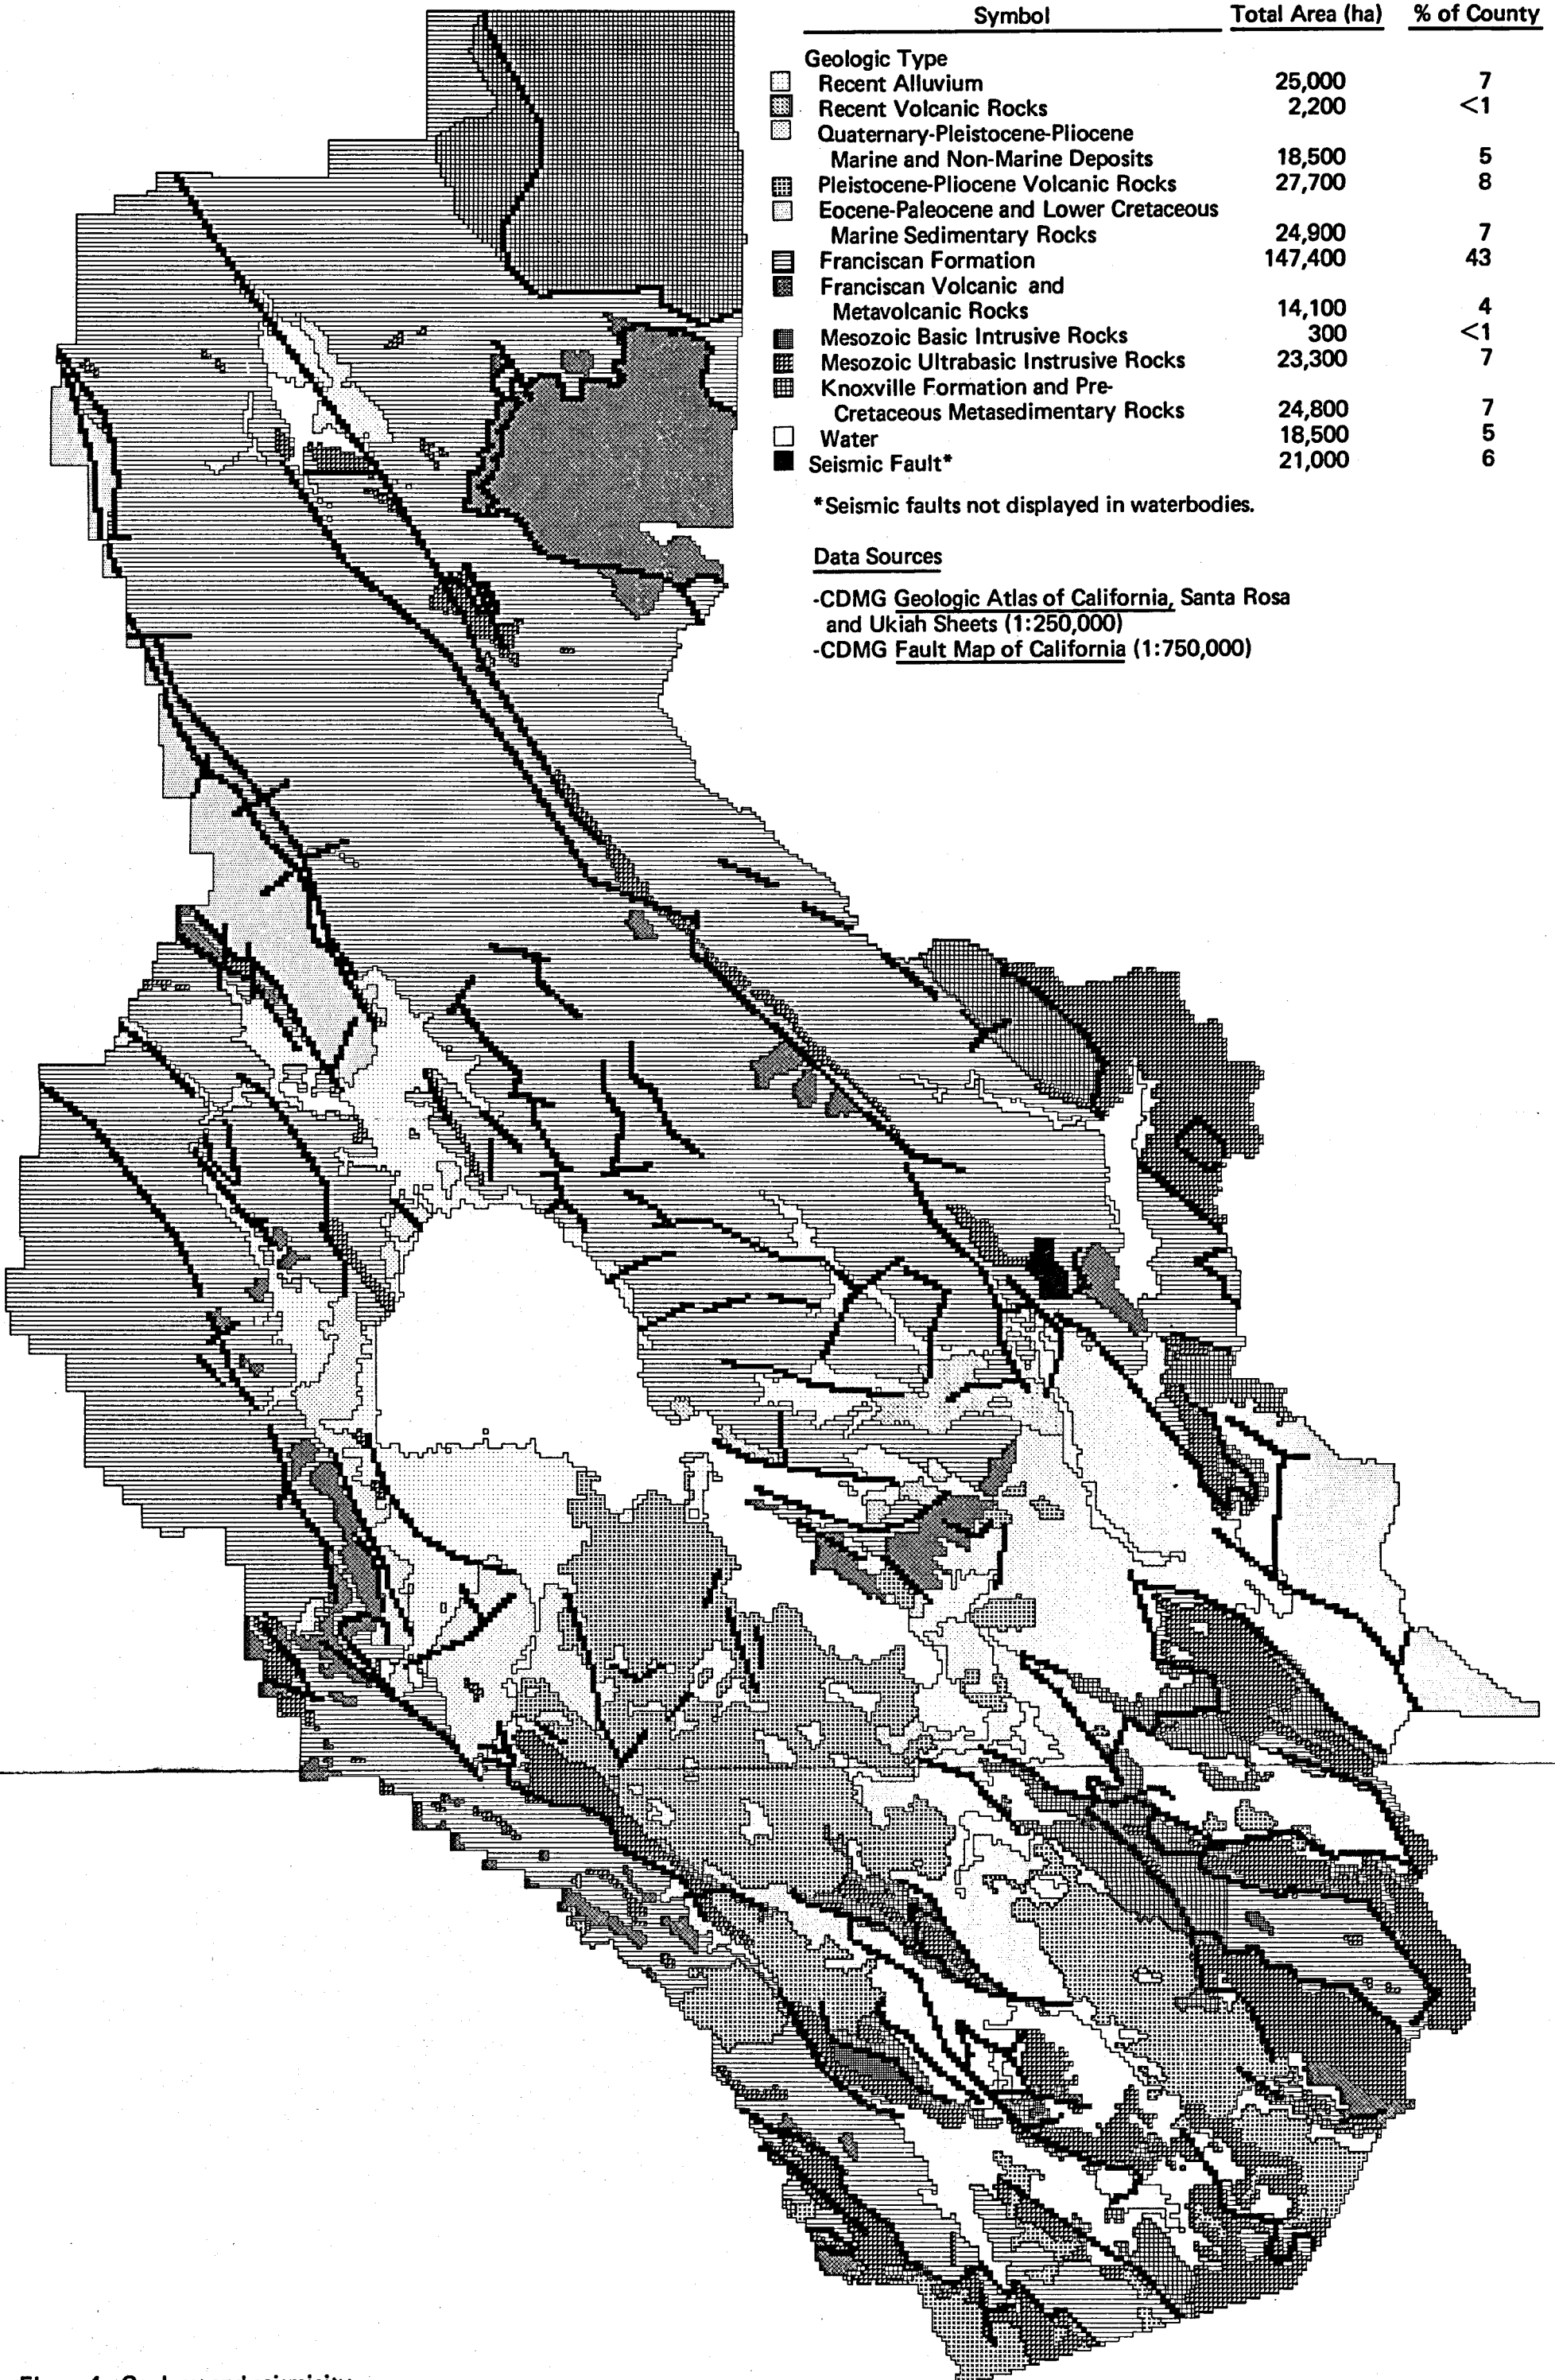 Symbol Total Area (ha) % of County
Geologic Type
Recent Alluvium 25,000 7
Recent Volcanic Rocks 2,200 <1
Quaternary-Pleistocene-Pliocene
Marine and Non-Marine Deposits 18,500 5
Pleistocene-Pliocene Volcanic Rocks 27,700 8
Eocene-Paleocene and Lower Cretaceous
Marine Sedimentary Rocks 24,900 7
Franciscan Formation 147,400 43
Franciscan Volcanic and
Metavolcanic Rocks 14,100 4
Mesozoic Basic Intrusive Rocks 300 <1
Mesozoic Ultrabasic Instrusive Rocks 23,300 7
Knoxville Formation and Pre-
Cretaceous Metasedimentary Rocks 24,800 7
Water 18,500 5
Seismic Fault* 21,000 6
*Seismic faults not displayed in waterbodies.
Data Sources
-CDMG Geologic Atlas of California, Santa Rosa
and Ukiah Sheets (1:250,000)
-CDMG Fault Map of California (1:750,000)